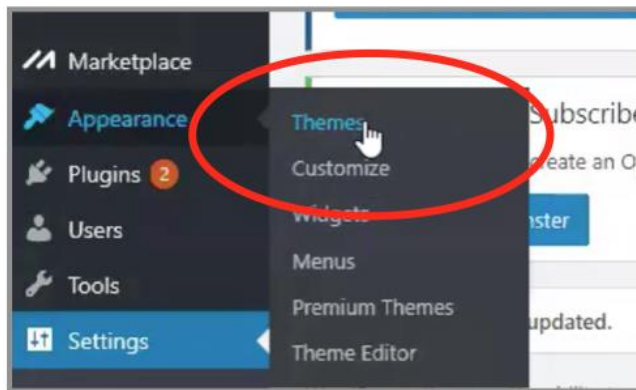 Marketplace
Appearance
Plugins 2
Users
Tools
Settings
Themes
Customize
Widgets
Menus
Premium Themes
Theme Editor
Subscribe
create an O
nster
updated.